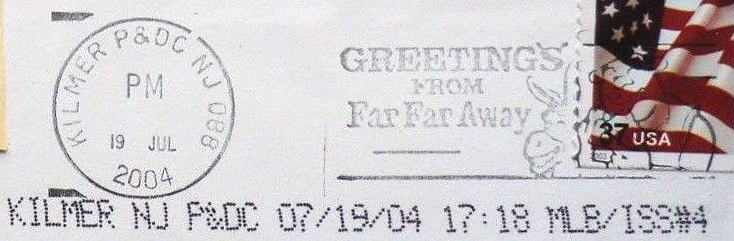 KILMER P&DC NJ 088
PM
19 JUL
2004
GREETINGS
FROM
Far Far Away
37 USA
KILMER NJ P&DC 07/19/04 17:18 MLB/ISS#4